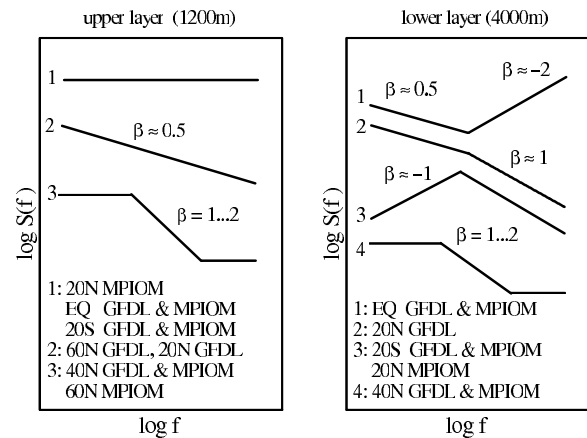 upper layer (1200m)
1
2
β ≈ 0.5
3
β = 1...2
log S(f )
1: 20N MPIOM
EQ GFDL & MPIOM
20S GFDL & MPIOM
2: 60N GFDL, 20N GFDL
3: 40N GFDL & MPIOM
60N MPIOM
log f
lower layer (4000m)
β ≈ −2
1
β ≈ 0.5
2
β ≈ 1
β ≈ −1
3
β = 1...2
4
log S(f )
1: EQ GFDL & MPIOM
2: 20N GFDL
3: 20S GFDL & MPIOM
20N MPIOM
4: 40N GFDL & MPIOM
log f